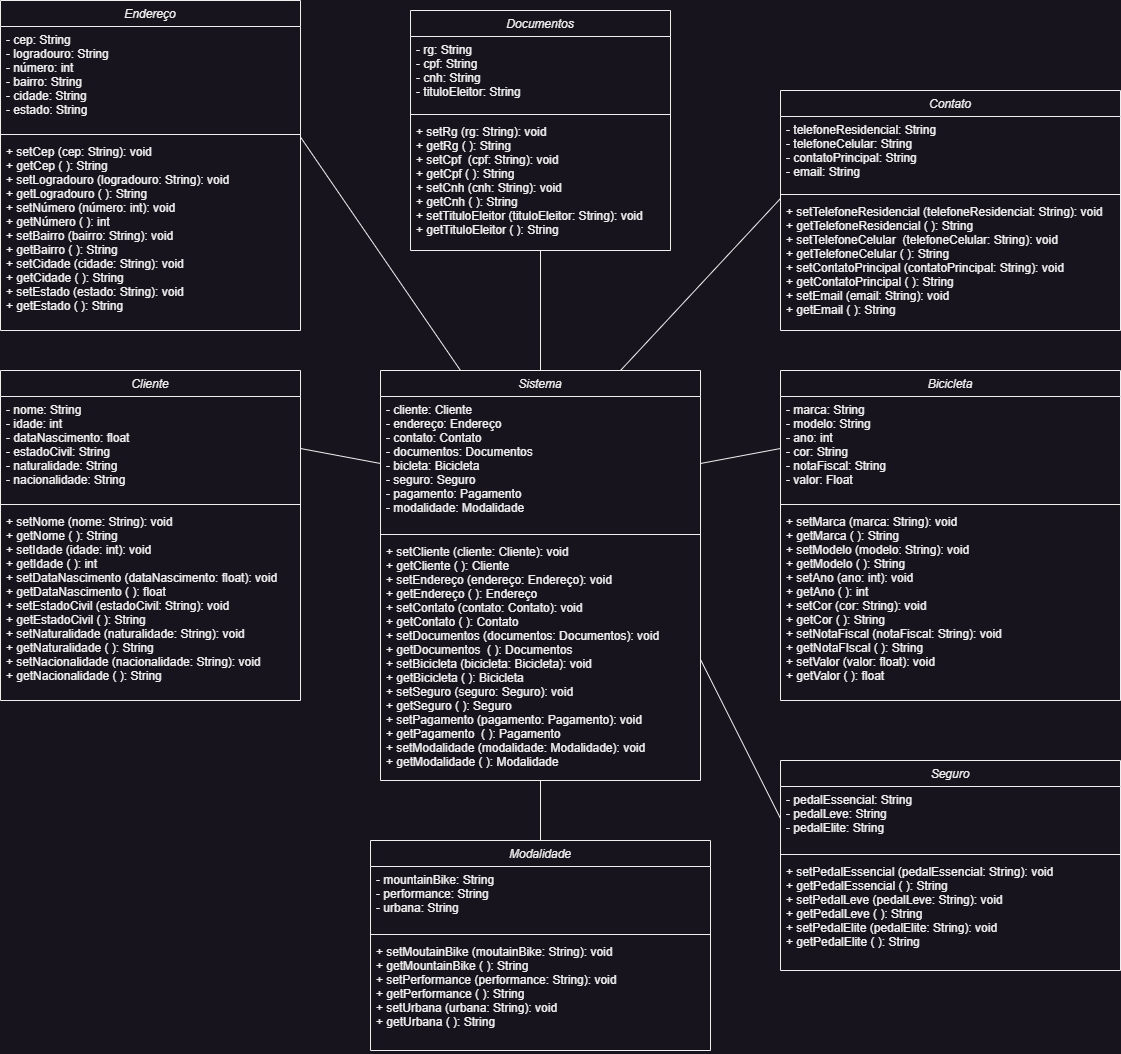 Endereço
- cep: String
- logradouro: String
- número: int
- bairro: String
- cidade: String
- estado: String
+ setCep (cep: String): void
+ getCep ( ): String
+ setLogradouro (logradouro: String): void
+ getLogradouro ( ): String
+ setNúmero (número: int): void
+ getNúmero ( ): int
+ setBairro (bairro: String): void
+ getBairro ( ): String
+ setCidade (cidade: String): void
+ getCidade ( ): String
+ setEstado (estado: String): void
+ getEstado ( ): String
Documentos
- rg: String
- cpf: String
- cnh: String
- tituloEleitor: String
+ setRg (rg: String): void
+ getRg ( ): String
+ setCpf  (cpf: String): void
+ getCpf ( ): String
+ setCnh (cnh: String): void
+ getCnh ( ): String
+ setTituloEleitor (tituloEleitor: String): void
+ getTituloEleitor ( ): String
Contato
- telefoneResidencial: String
- telefoneCelular: String
- contatoPrincipal: String
- email: String
+ setTelefoneResidencial (telefoneResidencial: String): void
+ getTelefoneResidencial ( ): String
+ setTelefoneCelular  (telefoneCelular: String): void
+ getTelefoneCelular ( ): String
+ setContatoPrincipal (contatoPrincipal: String): void
+ getContatoPrincipal ( ): String
+ setEmail (email: String): void
+ getEmail ( ): String
Cliente
- nome: String
- idade: int
- dataNascimento: float
- estadoCivil: String
- naturalidade: String
- nacionalidade: String
+ setNome (nome: String): void
+ getNome ( ): String
+ setIdade (idade: int): void
+ getIdade ( ): int
+ setDataNascimento (dataNascimento: float): void
+ getDataNascimento ( ): float
+ setEstadoCivil (estadoCivil: String): void
+ getEstadoCivil ( ): String
+ setNaturalidade (naturalidade: String): void
+ getNaturalidade ( ): String
+ setNacionalidade (nacionalidade: String): void
+ getNacionalidade ( ): String
Sistema
- cliente: Cliente
- endereço: Endereço
- contato: Contato
- documentos: Documentos
- bicleta: Bicicleta
- seguro: Seguro
- pagamento: Pagamento
- modalidade: Modalidade
+ setCliente (cliente: Cliente): void
+ getCliente ( ): Cliente
+ setEndereço (endereço: Endereço): void
+ getEndereço ( ): Endereço
+ setContato (contato: Contato): void
+ getContato ( ): Contato
+ setDocumentos (documentos: Documentos): void
+ getDocumentos  ( ): Documentos
+ setBicicleta (bicicleta: Bicicleta): void
+ getBicicleta ( ): Bicicleta
+ setSeguro (seguro: Seguro): void
+ getSeguro ( ): Seguro
+ setPagamento (pagamento: Pagamento): void
+ getPagamento  ( ): Pagamento
+ setModalidade (modalidade: Modalidade): void
+ getModalidade ( ): Modalidade
Bicicleta
- marca: String
- modelo: String
- ano: int
- cor: String
- notaFiscal: String
- valor: Float
+ setMarca (marca: String): void
+ getMarca ( ): String
+ setModelo (modelo: String): void
+ getModelo ( ): String
+ setAno (ano: int): void
+ getAno ( ): int
+ setCor (cor: String): void
+ getCor ( ): String
+ setNotaFiscal (notaFiscal: String): void
+ getNotaFIscal ( ): String
+ setValor (valor: float): void
+ getValor ( ): float
Seguro
- pedalEssencial: String
- pedalLeve: String
- pedalElite: String
+ setPedalEssencial (pedalEssencial: String): void
+ getPedalEssencial ( ): String
+ setPedalLeve (pedalLeve: String): void
+ getPedalLeve ( ): String
+ setPedalElite (pedalElite: String): void
+ getPedalElite ( ): String
Modalidade
- mountainBike: String
- performance: String
- urbana: String
+ setMoutainBike (moutainBike: String): void
+ getMountainBike ( ): String
+ setPerformance (performance: String): void
+ getPerformance ( ): String
+ setUrbana (urbana: String): void
+ getUrbana ( ): String